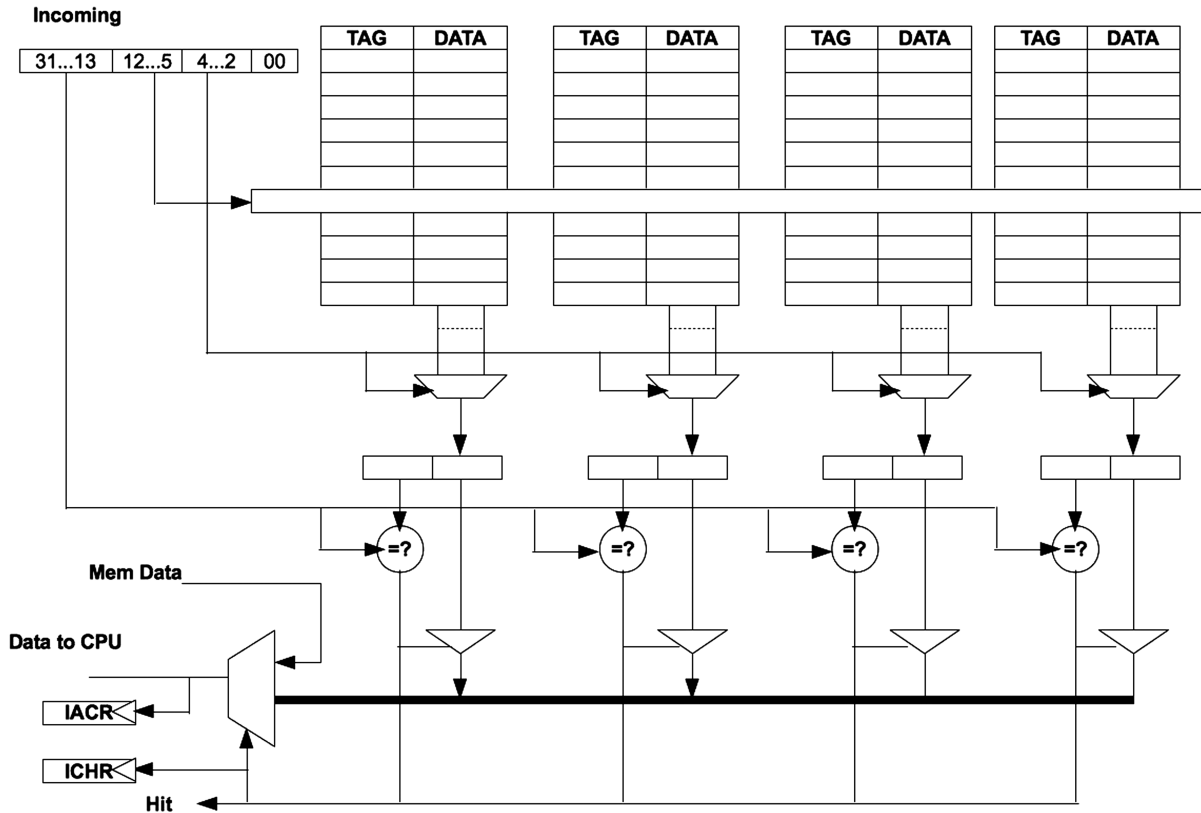 Incoming
31...13 12...5 4...2 00
TAG DATA TAG DATA TAG DATA TAG DATA
=? =? =? =?
Mem Data
Data to CPU
IACR
ICHR
Hit